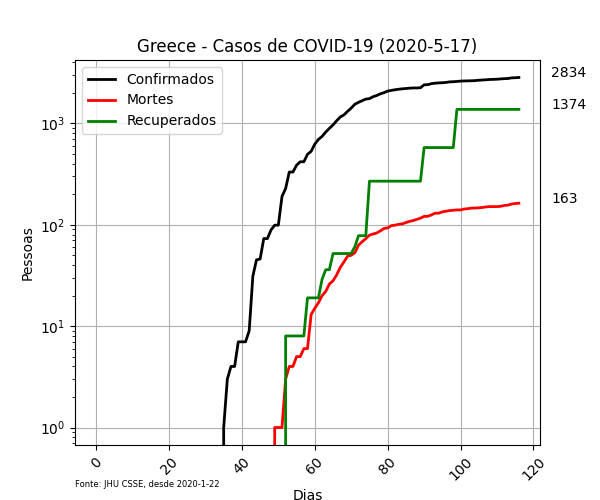 Greece - Casos de COVID-19 (2020-5-17)
Confirmados
Mortes
Recuperados
2834
1374
163
10³
10²
10¹
10⁰
Pessoas
0 20 40 60 80 100 120
Fonte: JHU CSSE, desde 2020-1-22
Dias